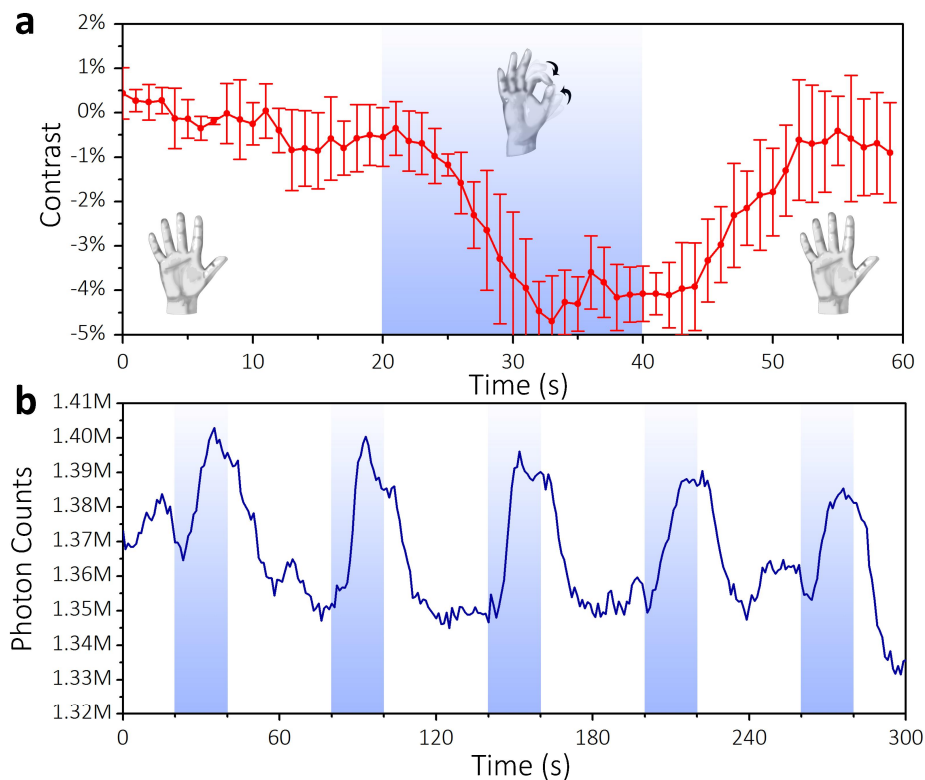 a
2%
1%
0%
-1%
-2%
-3%
-4%
-5%
Contrast
0 10 20 30 40 50 60
Time (s)
b
1.41M
1.40M
1.39M
1.38M
1.37M
1.36M
1.35M
1.34M
1.33M
1.32M
Photon Counts
0 60 120 180 240 300
Time (s)